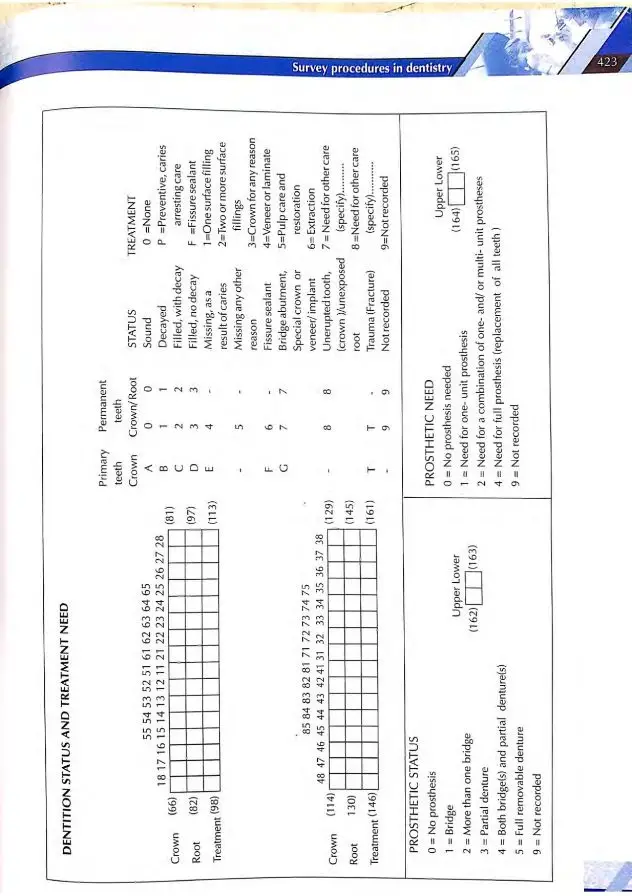 Survey procedures in dentistry
423
DENTITION STATUS AND TREATMENT NEED
55 54 53 52 51 61 62 63 64 65
18 17 16 15 14 13 12 11 21 22 23 24 25 26 27 28
Crown (66) (81)
Root (82) (97)
Treatment (98) (113)
85 84 83 82 81 71 72 73 74 75
48 47 46 45 44 43 42 41 31 32 33 34 35 36 37 38
Crown (114) (129)
Root 130) (145)
Treatment (146) (161)
Primary Permanent
teeth teeth
Crown Crown/ Root STATUS
A 0 0 Sound
B 1 1 Decayed
C 2 2 Filled, with decay
D 3 3 Filled, no decay
E 4 - Missing, as a
result of caries
- 5 - Missing any other
reason
F 6 - Fissure sealant
G 7 7 Bridge abutment,
Special crown or
veneer/ implant
- 8 8 Unerupted tooth,
(crown )/unexposed
root
T T - Trauma (Fracture)
- 9 9 Not recorded
TREATMENT
0 =None
P =Preventive, caries
arresting care
F =Fissure sealant
1=One surface filling
2=Two or more surface
fillings
3=Crown for any reason
4=Veneer or laminate
5=Pulp care and
restoration
6= Extraction
7 = Need for other care
(specify)............
8 =Need for other care
(specify)............
9=Not recorded
PROSTHETIC STATUS
0 = No prosthesis
1 = Bridge
2 = More than one bridge
3 = Partial denture
4 = Both bridge(s) and partial denture(s)
5 = Full removable denture
9 = Not recorded
Upper Lower
(162) (163)
PROSTHETIC NEED
0 = No prosthesis needed
1 = Need for one- unit prosthesis
2 = Need for a combination of one- and/ or multi- unit prostheses
4 = Need for full prosthesis (replacement of all teeth )
9 = Not recorded
Upper Lower
(164) (165)